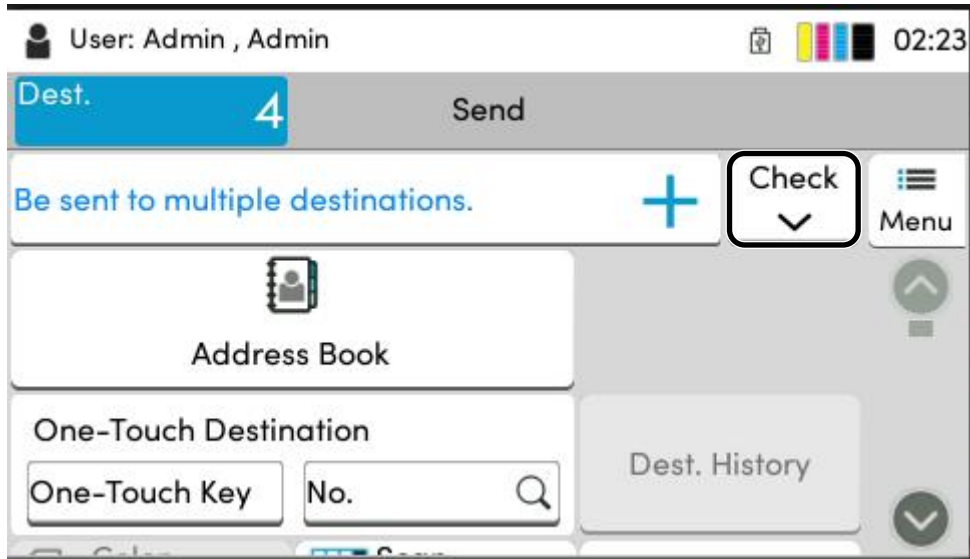 User: Admin , Admin
02:23
Dest.
4
Send
Be sent to multiple destinations.
Check
Menu
Address Book
One-Touch Destination
One-Touch Key
No.
Dest. History